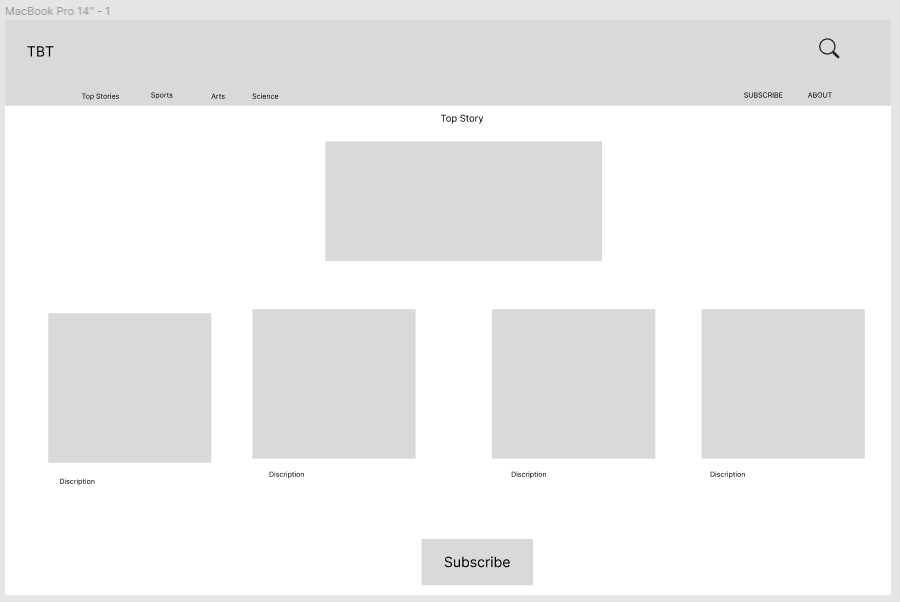 MacBook Pro 14" - 1
TBT
Top Stories Sports Arts Science SUBSCRIBE ABOUT
Top Story
Discription Discription Discription Discription
Subscribe